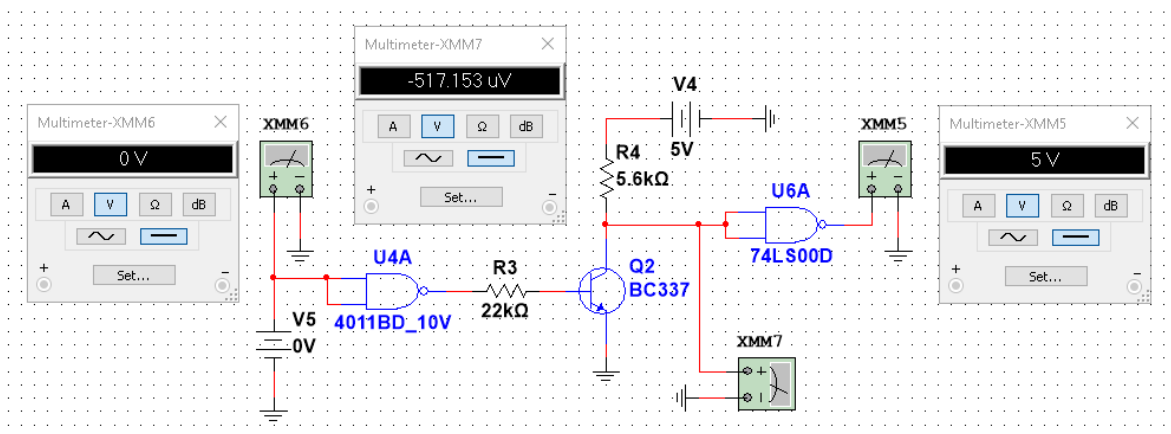 Multimeter-XMM7
-517.153 uV
A V Ω dB
+ Set... -
Multimeter-XMM6
0 V
A V Ω dB
+ Set... -
XMM6
+ -
V4
5V
R4
5.6kΩ
XMM5
+ -
Multimeter-XMM5
5 V
A V Ω dB
+ Set... -
U6A
74LS00D
U4A
4011BD_10V
R3
22kΩ
Q2
BC337
V5
0V
XMM7
+ -